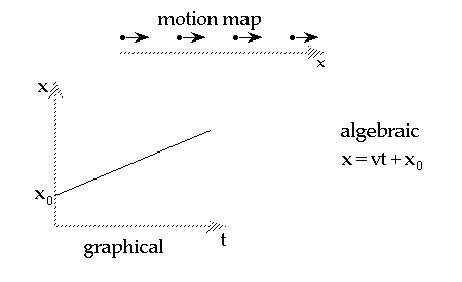 motion map
x
x
algebraic
x = vt + x₀
x₀
t
graphical